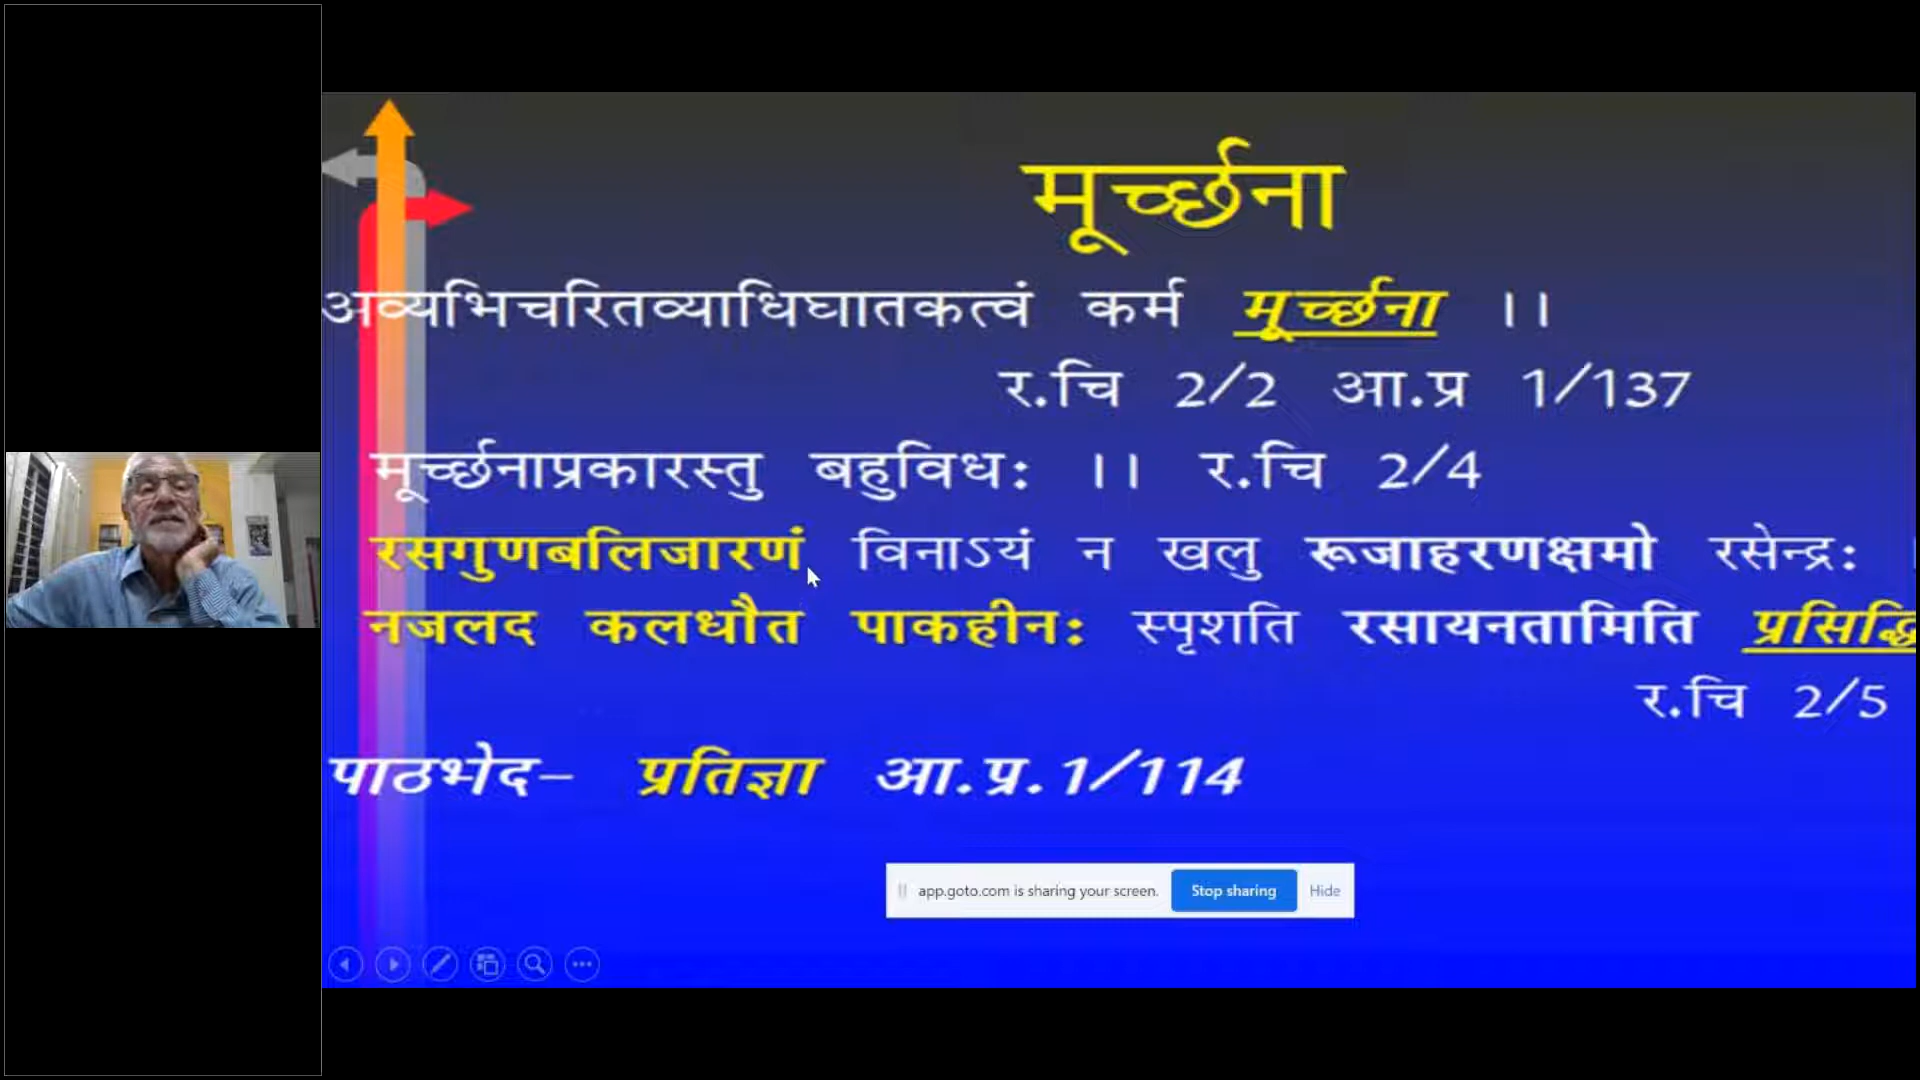 मूर्च्छना
अव्यभिचरितव्याधिघातकत्वं कर्म मूर्च्छना ।।
र.चि 2/2 आ.प्र 1/137
मूर्च्छनाप्रकारस्तु बहुविधः ।। र.चि 2/4
रसगुणबलिजारणं विनाऽयं न खलु रूजाहरणक्षमो रसेन्द्रः
नजलद कलधौत पाकहीनः स्पृशति रसायनतामिति
र.चि 2/5
पाठभेद– प्रतिज्ञा आ.प्र.1/114
app.goto.com is sharing your screen. Stop sharing Hide